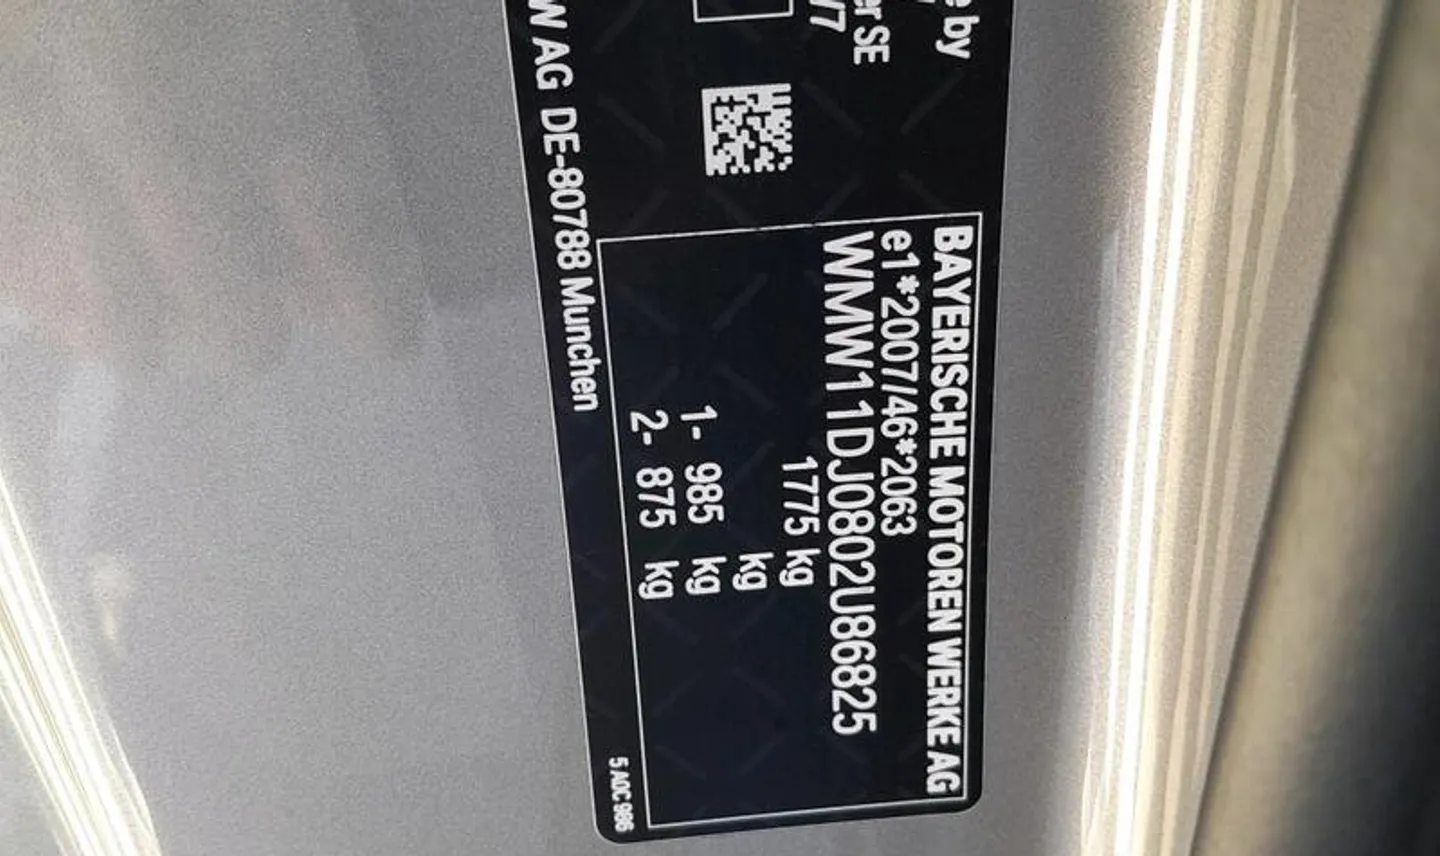 e by
er SE
/7
W AG DE-80788 Munchen
BAYERISCHE MOTOREN WERKE AG
e1*2007/46*2063
WMW11DJ0802U86825
1775 kg
kg
1- 985 kg
2- 875 kg
5 A0C 986